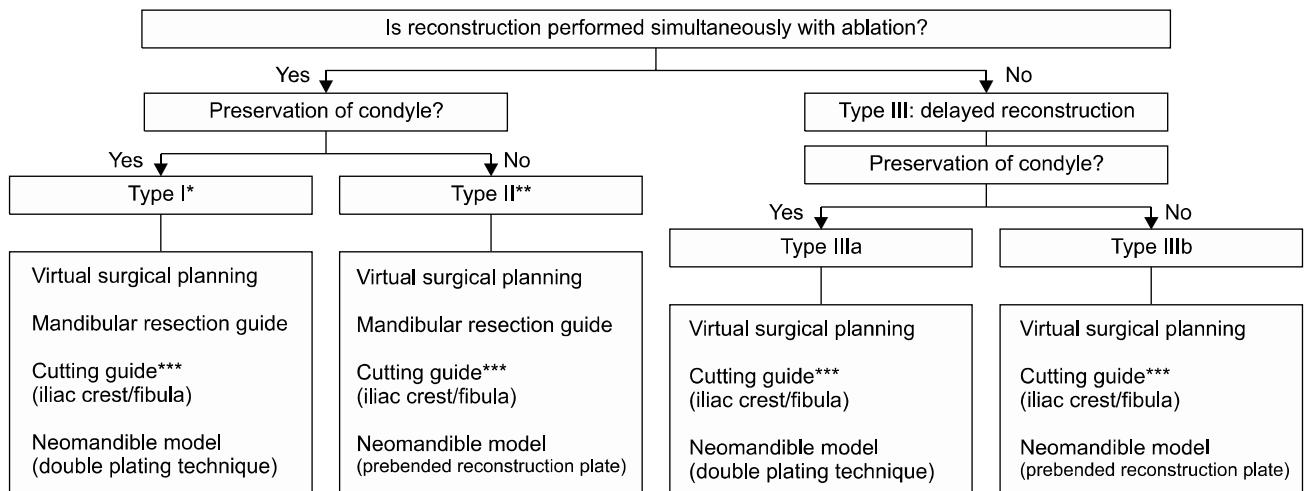 Is reconstruction performed simultaneously with ablation?
Yes
No
Preservation of condyle?
Type III: delayed reconstruction
Yes
No
Preservation of condyle?
Type I*
Type II**
Yes
No
Type IIIa
Type IIIb
Virtual surgical planning
Mandibular resection guide
Cutting guide***
(iliac crest/fibula)
Neomandible model
(double plating technique)
Virtual surgical planning
Mandibular resection guide
Cutting guide***
(iliac crest/fibula)
Neomandible model
(prebended reconstruction plate)
Virtual surgical planning
Cutting guide***
(iliac crest/fibula)
Neomandible model
(double plating technique)
Virtual surgical planning
Cutting guide***
(iliac crest/fibula)
Neomandible model
(prebended reconstruction plate)